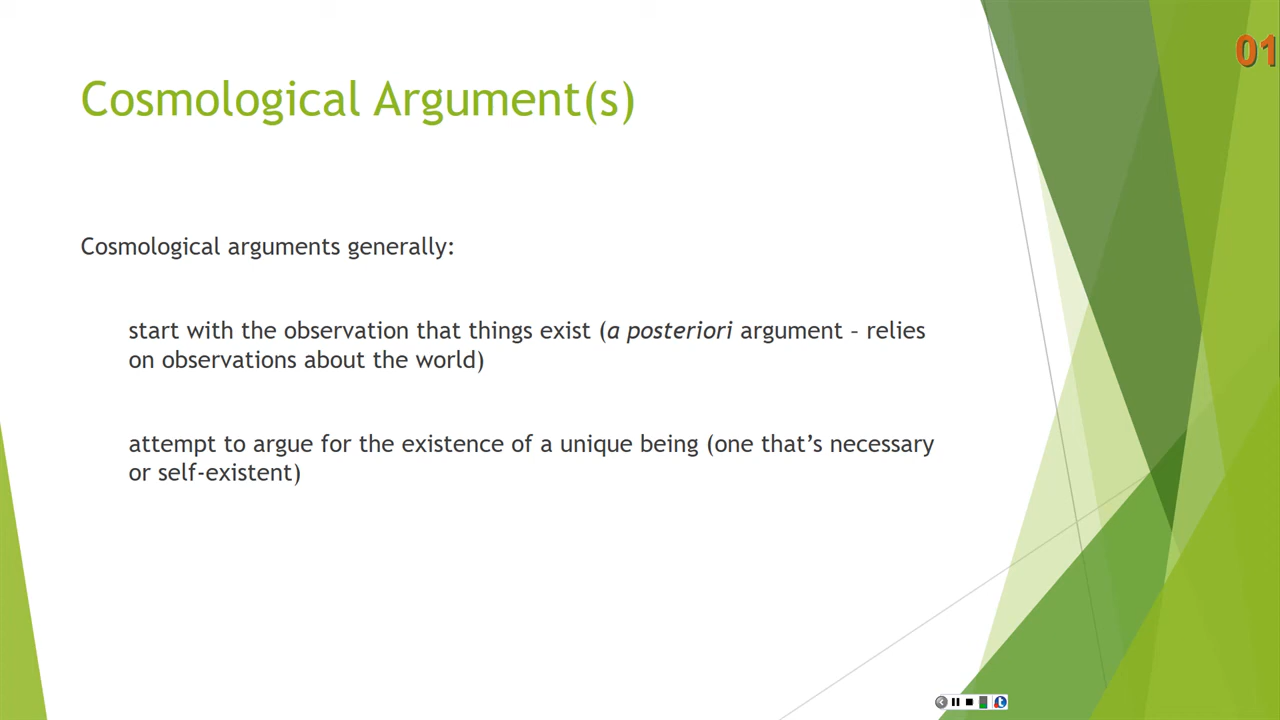 01
Cosmological Argument(s)
Cosmological arguments generally:
start with the observation that things exist (a posteriori argument – relies
on observations about the world)
attempt to argue for the existence of a unique being (one that’s necessary
or self-existent)